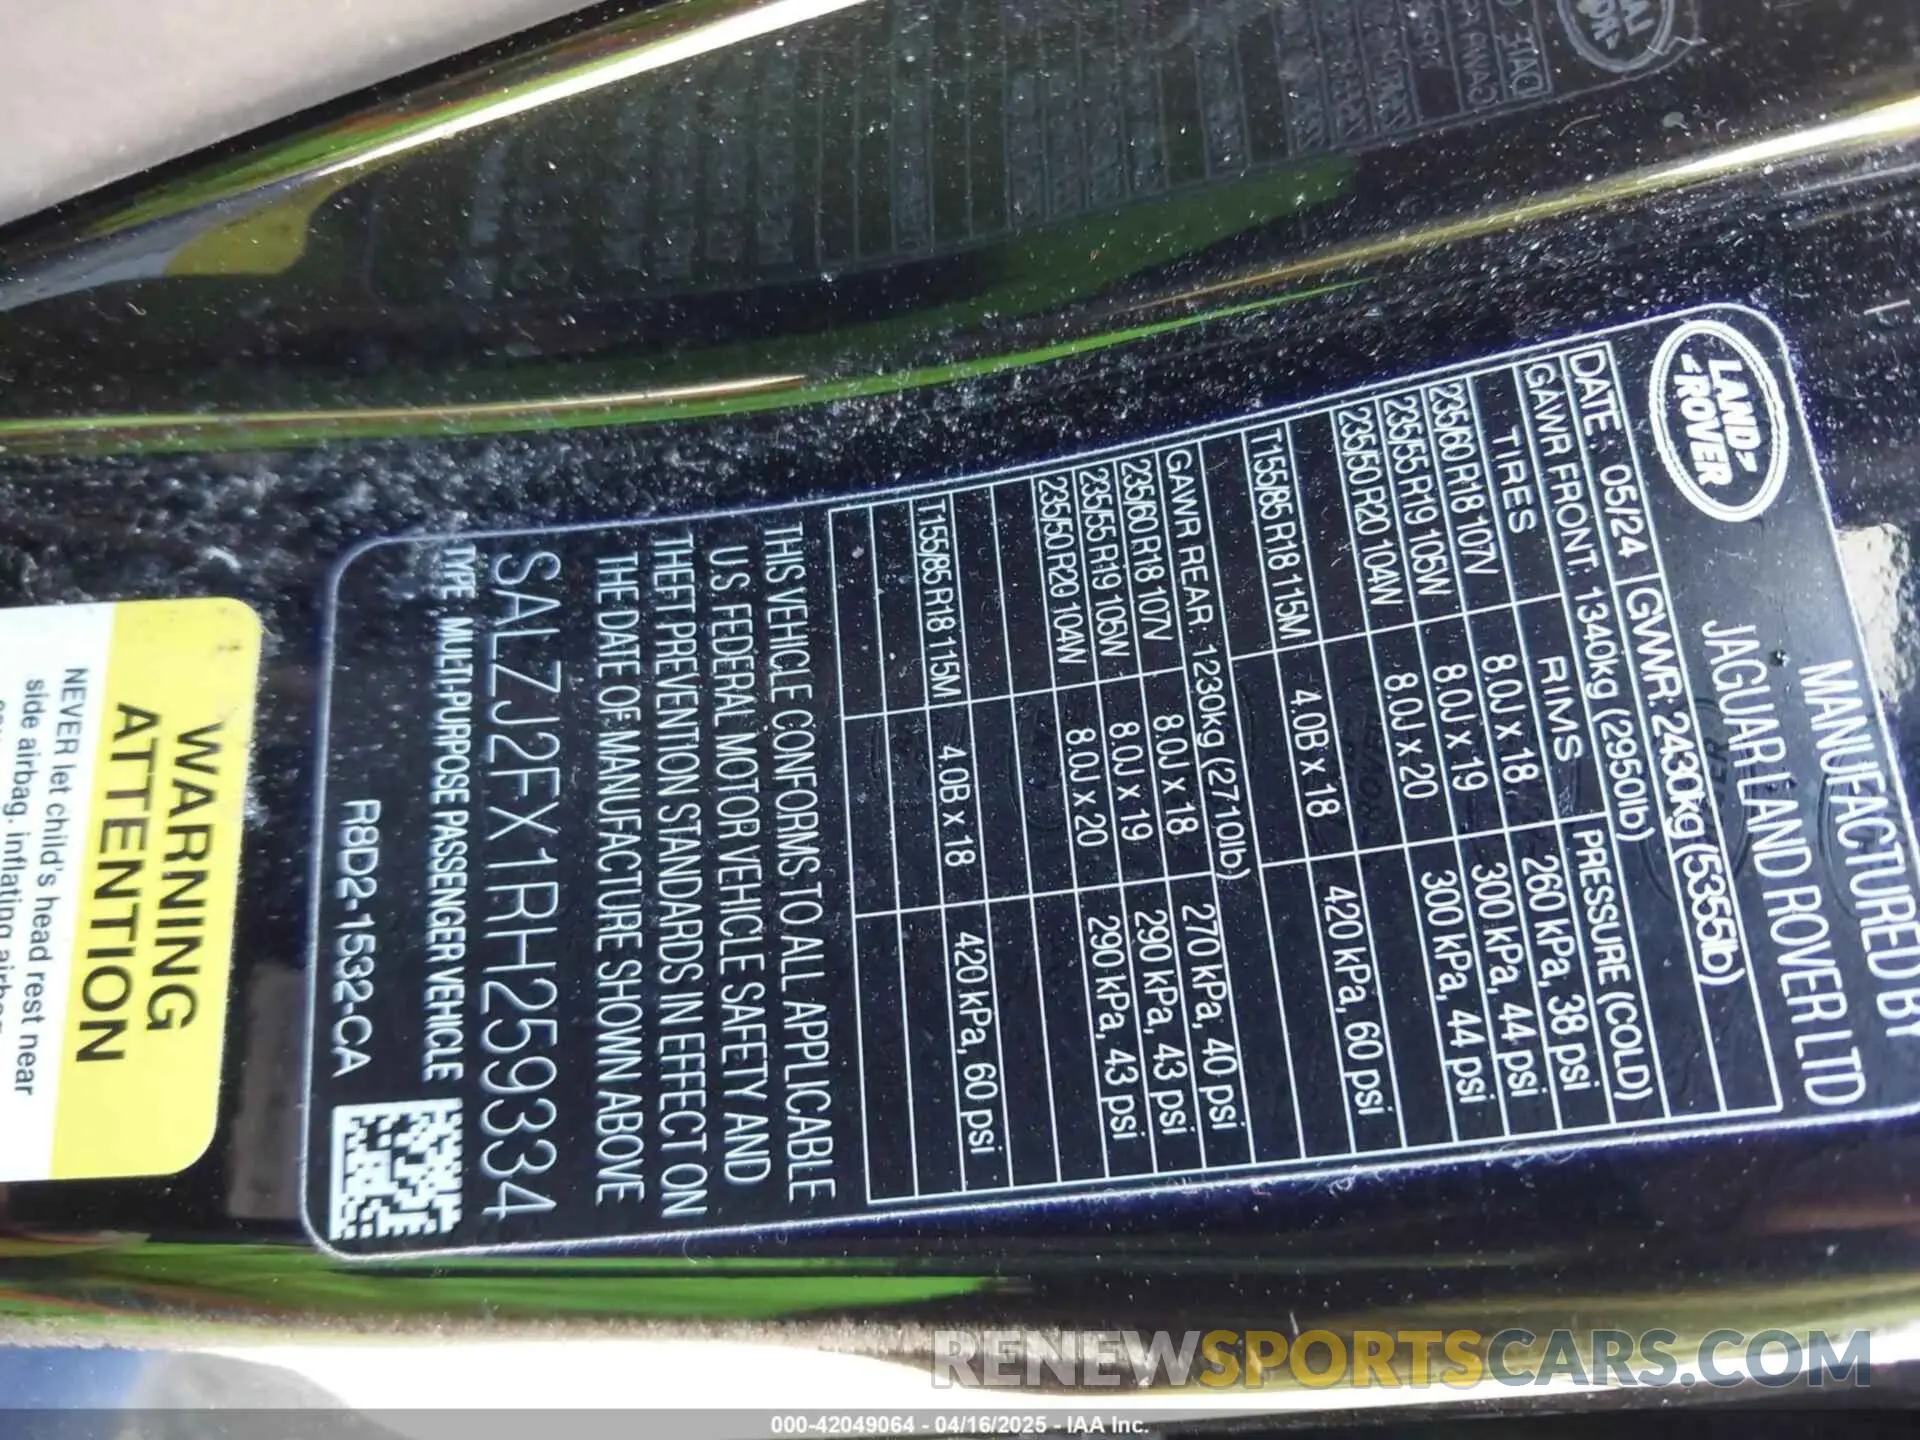 LAND
ROVER
MANUFACTURED BY
JAGUAR LAND ROVER LTD
DATE: 05/24 GVWR: 2430kg (5355lb)
GAWR FRONT: 1340kg (2950lb)
TIRES RIMS PRESSURE (COLD)
235/60 R18 107V 8.0J x 18 260 kPa, 38 psi
235/55 R19 105W 8.0J x 19 300 kPa, 44 psi
235/50 R20 104W 8.0J x 20 300 kPa, 44 psi
T155/85 R18 115M 4.0B x 18 420 kPa, 60 psi
GAWR REAR: 1230kg (2710lb)
235/60 R18 107V 8.0J x 18 270 kPa, 40 psi
235/55 R19 105W 8.0J x 19 290 kPa, 43 psi
235/50 R20 104W 8.0J x 20 290 kPa, 43 psi
T155/85 R18 115M 4.0B x 18 420 kPa, 60 psi
THIS VEHICLE CONFORMS TO ALL APPLICABLE
U.S. FEDERAL MOTOR VEHICLE SAFETY AND
THEFT PREVENTION STANDARDS IN EFFECT ON
THE DATE OF MANUFACTURE SHOWN ABOVE
SALZJ2FX1RH259334
TYPE: MULTI-PURPOSE PASSENGER VEHICLE
R8D2-1532-CA
WARNING
ATTENTION
NEVER let child's head rest near
side airbag, inflating airbag
RENEWSPORTSCARS.COM
000-42049064 - 04/16/2025 - IAA Inc.